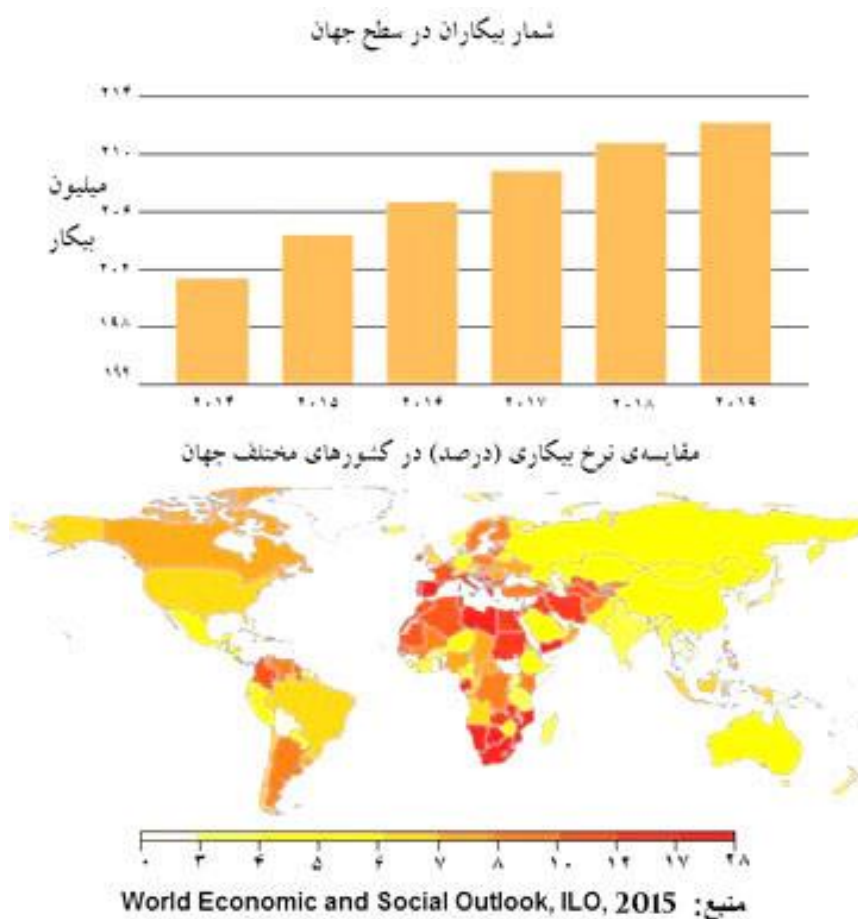 شمار بیکاران در سطح جهان
۲۱۴
۲۱۰
میلیون
۲۰۶
بیکار
۲۰۲
۱۹۸
۱۹۴
۲۰۱۴ ۲۰۱۵ ۲۰۱۶ ۲۰۱۷ ۲۰۱۸ ۲۰۱۹
مقایسه‌ی نرخ بیکاری (درصد) در کشورهای مختلف جهان
۰ ۳ ۴ ۵ ۶ ۷ ۸ ۱۰ ۱۲ ۱۷ ۲۸
منبع: World Economic and Social Outlook, ILO, 2015